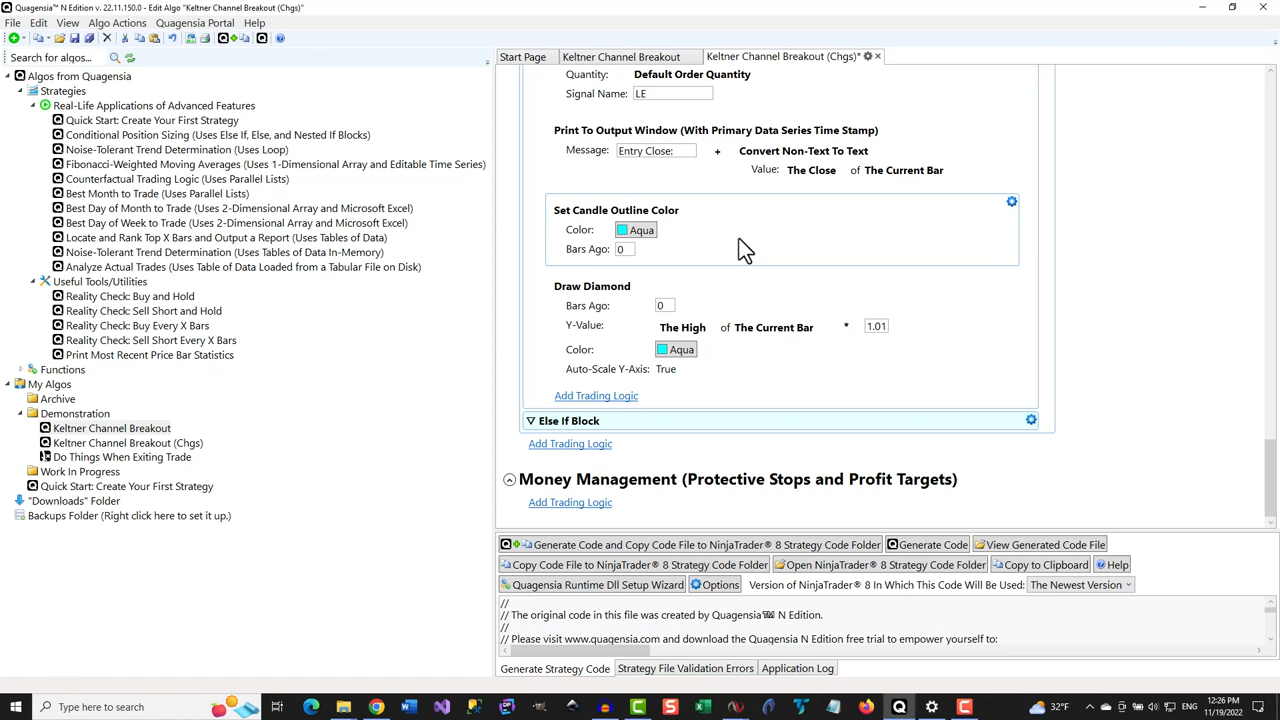 Quagensia™ N Edition v. 22.11.150.0 - Edit Algo "Keltner Channel Breakout (Chgs)"
File Edit View Algo Actions Quagensia Portal Help
Search for algos...
Algos from Quagensia
Strategies
Real-Life Applications of Advanced Features
Quick Start: Create Your First Strategy
Conditional Position Sizing (Uses Else If, Else, and Nested If Blocks)
Noise-Tolerant Trend Determination (Uses Loop)
Fibonacci-Weighted Moving Averages (Uses 1-Dimensional Array and Editable Time Series)
Counterfactual Trading Logic (Uses Parallel Lists)
Best Month to Trade (Uses Parallel Lists)
Best Day of Month to Trade (Uses 2-Dimensional Array and Microsoft Excel)
Best Day of Week to Trade (Uses 2-Dimensional Array and Microsoft Excel)
Locate and Rank Top X Bars and Output a Report (Uses Tables of Data)
Noise-Tolerant Trend Determination (Uses Tables of Data In-Memory)
Analyze Actual Trades (Uses Table of Data Loaded from a Tabular File on Disk)
Useful Tools/Utilities
Reality Check: Buy and Hold
Reality Check: Sell Short and Hold
Reality Check: Buy Every X Bars
Reality Check: Sell Short Every X Bars
Print Most Recent Price Bar Statistics
Functions
My Algos
Archive
Demonstration
Keltner Channel Breakout
Keltner Channel Breakout (Chgs)
Do Things When Exiting Trade
Work In Progress
Quick Start: Create Your First Strategy
"Downloads" Folder
Backups Folder (Right click here to set it up.)
Start Page Keltner Channel Breakout Keltner Channel Breakout (Chgs)*
Quantity: Default Order Quantity
Signal Name: LE
Print To Output Window (With Primary Data Series Time Stamp)
Message: Entry Close: + Convert Non-Text To Text
Value: The Close of The Current Bar
Set Candle Outline Color
Color: Aqua
Bars Ago: 0
Draw Diamond
Bars Ago: 0
Y-Value: The High of The Current Bar * 1.01
Color: Aqua
Auto-Scale Y-Axis: True
Add Trading Logic
Else If Block
Add Trading Logic
Money Management (Protective Stops and Profit Targets)
Add Trading Logic
Generate Code and Copy Code File to NinjaTrader® 8 Strategy Code Folder Generate Code View Generated Code File
Copy Code File to NinjaTrader® 8 Strategy Code Folder Open NinjaTrader® 8 Strategy Code Folder Copy to Clipboard Help
Quagensia Runtime Dll Setup Wizard Options Version of NinjaTrader® 8 In Which This Code Will Be Used: The Newest Version
//
// The original code in this file was created by Quagensia™ N Edition.
//
// Please visit www.quagensia.com and download the Quagensia N Edition free trial to empower yourself to:
Generate Strategy Code Strategy File Validation Errors Application Log
Type here to search
32°F ENG 12:26 PM
11/19/2022